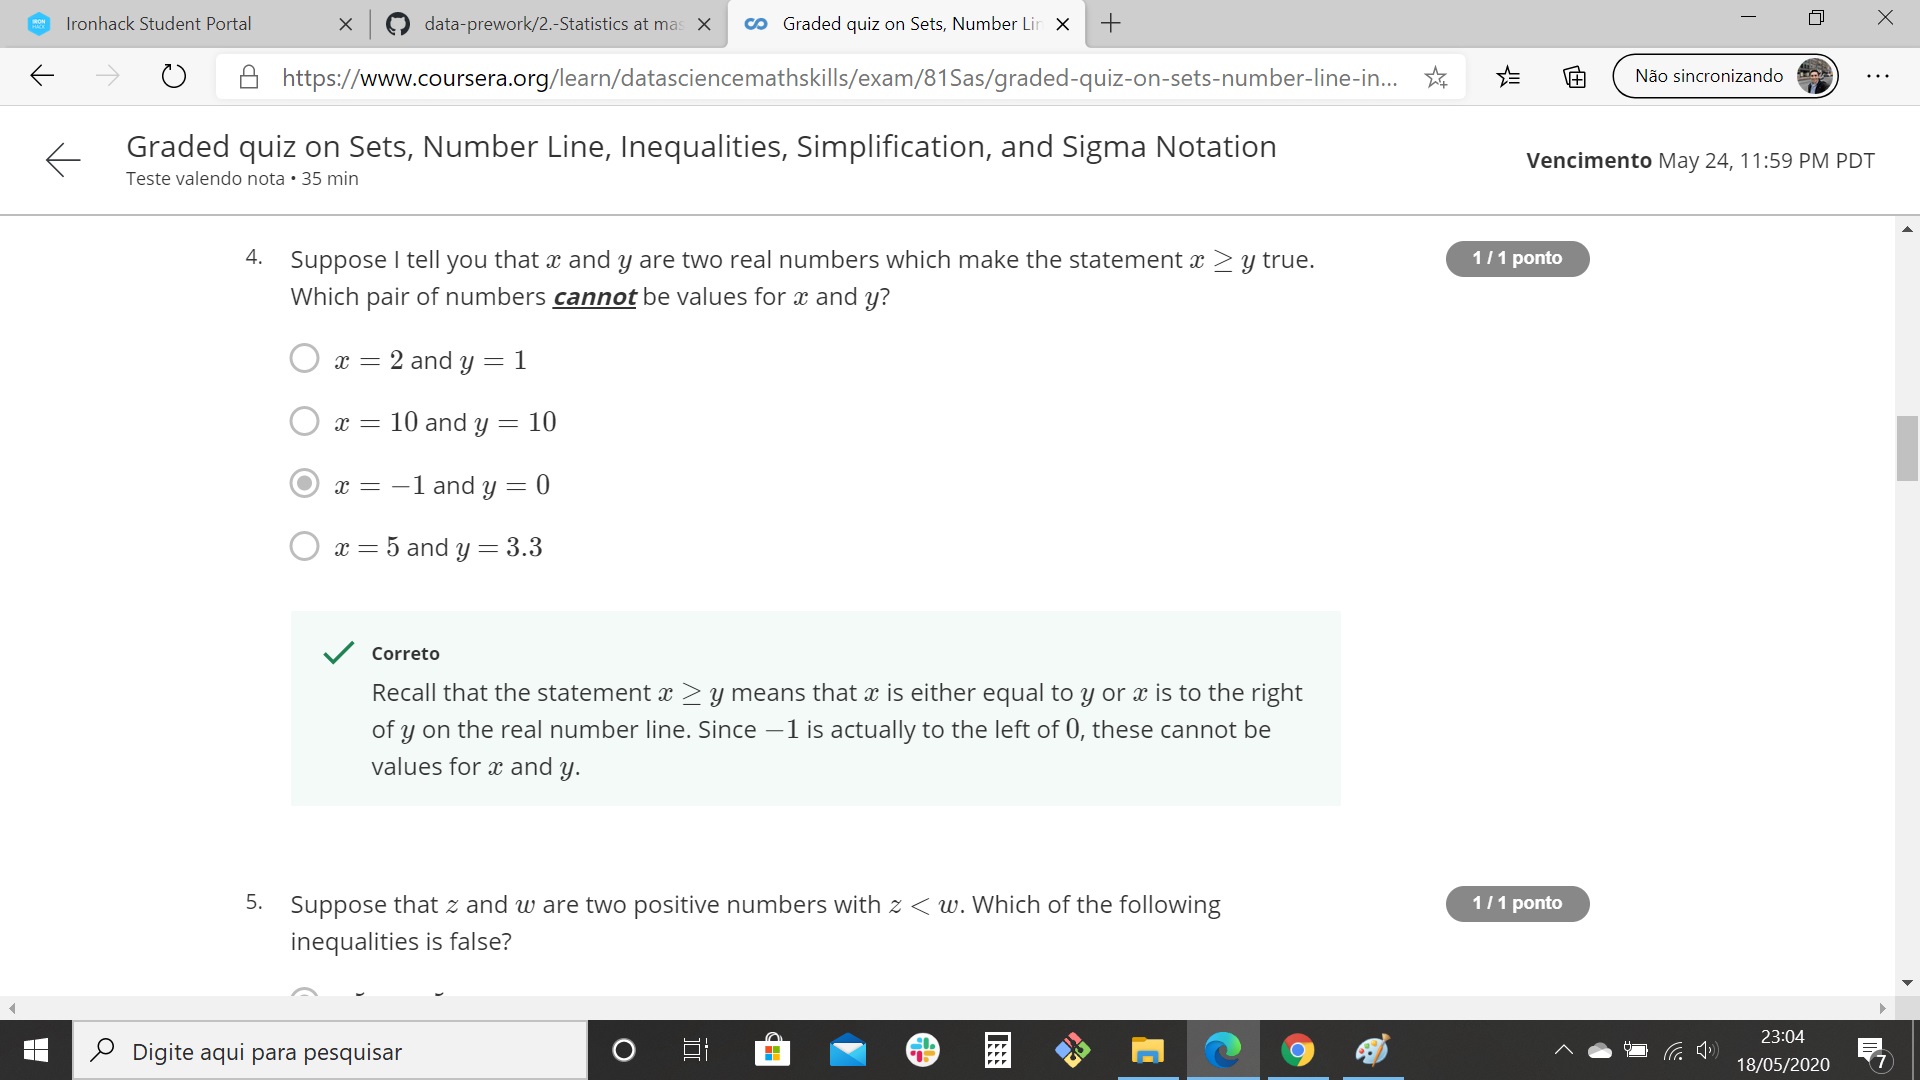 Ironhack Student Portal
data-prework/2.-Statistics at mas
Graded quiz on Sets, Number Lin
https://www.coursera.org/learn/datasciencemathskills/exam/81Sas/graded-quiz-on-sets-number-line-in...
Não sincronizando
Graded quiz on Sets, Number Line, Inequalities, Simplification, and Sigma Notation
Teste valendo nota • 35 min
Vencimento May 24, 11:59 PM PDT
4. Suppose I tell you that x and y are two real numbers which make the statement x ≥ y true.
Which pair of numbers cannot be values for x and y?
1 / 1 ponto
x = 2 and y = 1
x = 10 and y = 10
x = −1 and y = 0
x = 5 and y = 3.3
Correto
Recall that the statement x ≥ y means that x is either equal to y or x is to the right
of y on the real number line. Since −1 is actually to the left of 0, these cannot be
values for x and y.
5. Suppose that z and w are two positive numbers with z < w. Which of the following
inequalities is false?
1 / 1 ponto
Digite aqui para pesquisar
23:04
18/05/2020
7